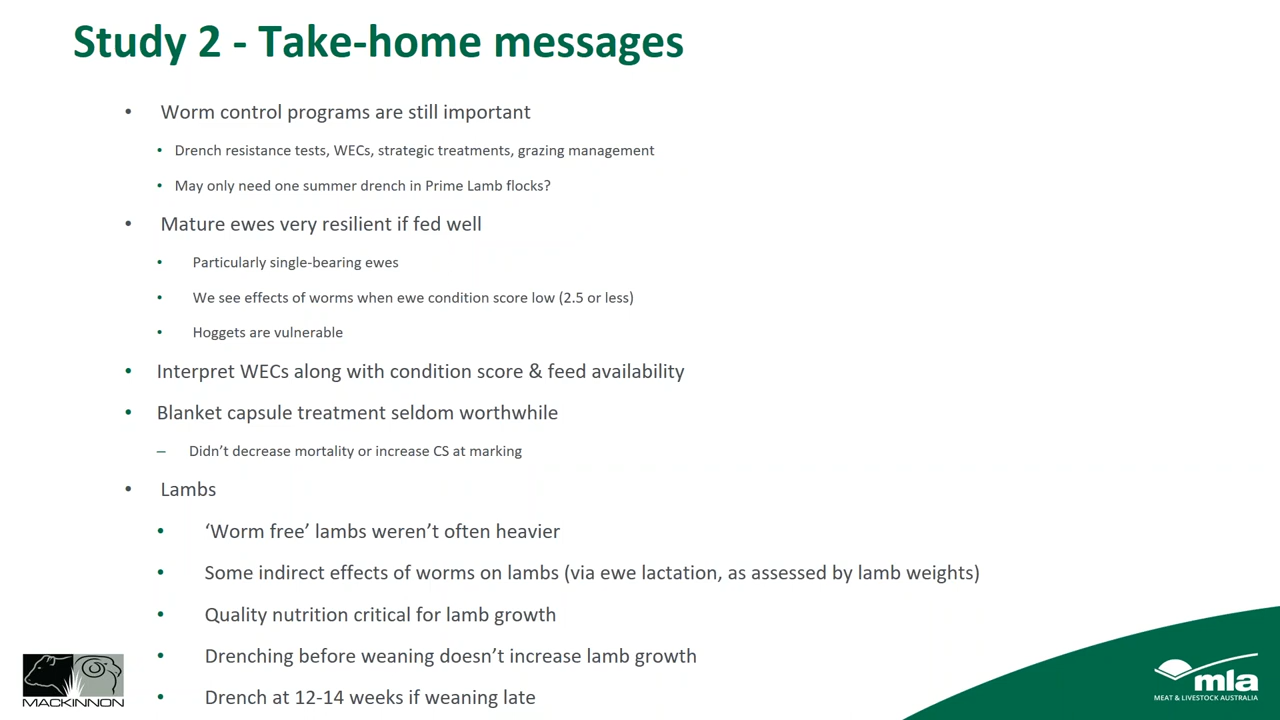 Study 2 - Take-home messages
• Worm control programs are still important
• Drench resistance tests, WECs, strategic treatments, grazing management
• May only need one summer drench in Prime Lamb flocks?
• Mature ewes very resilient if fed well
• Particularly single-bearing ewes
• We see effects of worms when ewe condition score low (2.5 or less)
• Hoggets are vulnerable
• Interpret WECs along with condition score & feed availability
• Blanket capsule treatment seldom worthwhile
– Didn’t decrease mortality or increase CS at marking
• Lambs
• ‘Worm free’ lambs weren’t often heavier
• Some indirect effects of worms on lambs (via ewe lactation, as assessed by lamb weights)
• Quality nutrition critical for lamb growth
• Drenching before weaning doesn’t increase lamb growth
• Drench at 12-14 weeks if weaning late
MACKINNON
mla
MEAT & LIVESTOCK AUSTRALIA